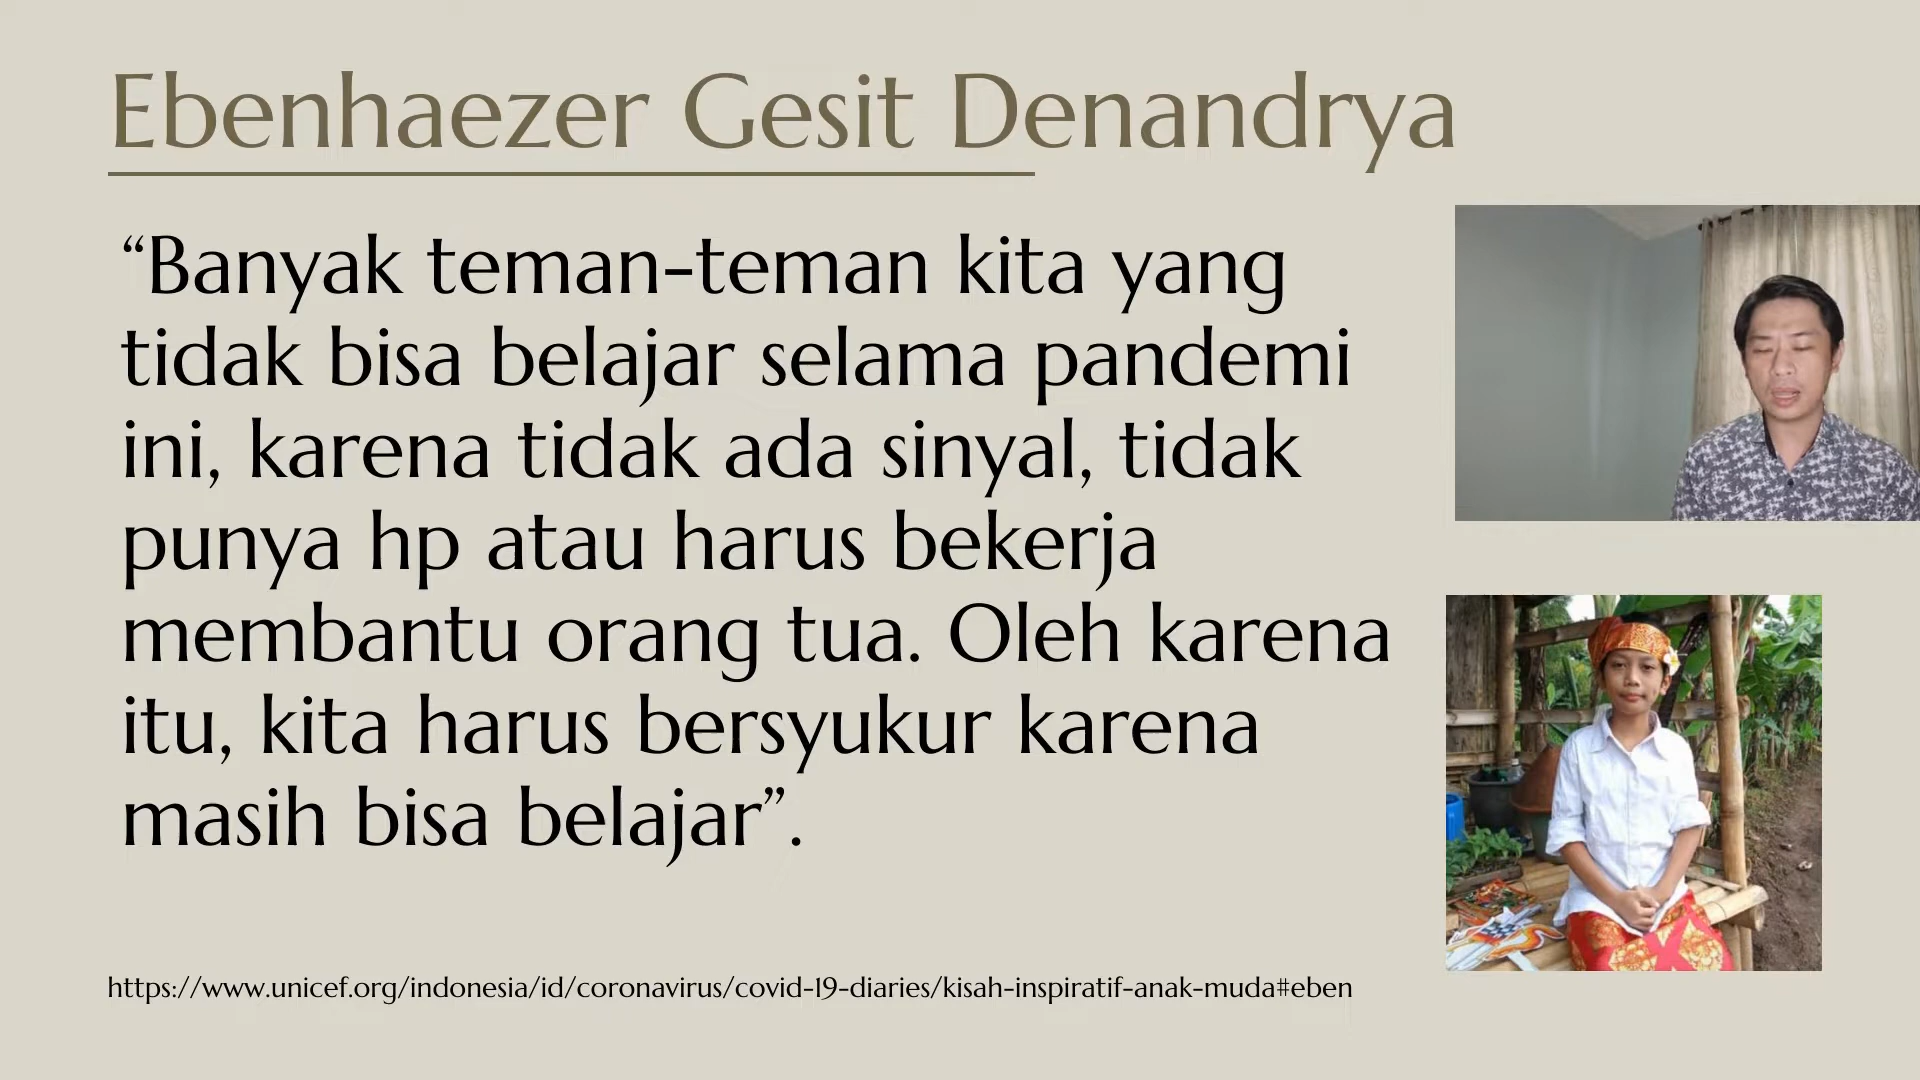 Ebenhaezer Gesit Denandrya
“Banyak teman-teman kita yang
tidak bisa belajar selama pandemi
ini, karena tidak ada sinyal, tidak
punya hp atau harus bekerja
membantu orang tua. Oleh karena
itu, kita harus bersyukur karena
masih bisa belajar”.
https://www.unicef.org/indonesia/id/coronavirus/covid-19-diaries/kisah-inspiratif-anak-muda#eben